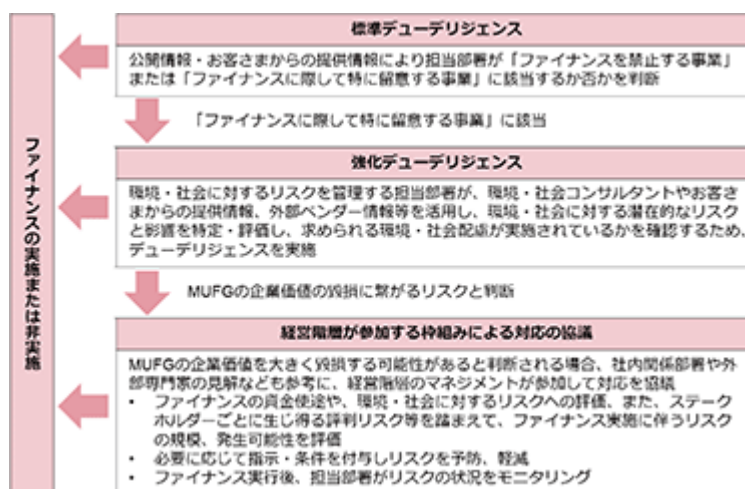 ファイナンスの実施または非実施
標準デューデリジェンス
公開情報・お客さまからの提供情報により担当部署が「ファイナンスを禁止する事業」
または「ファイナンスに際して特に留意する事業」に該当するか否かを判断
「ファイナンスに際して特に留意する事業」に該当
強化デューデリジェンス
環境・社会に対するリスクを管理する担当部署が、環境・社会コンサルタントやお客さ
まからの提供情報、外部ベンダー情報等を活用し、環境・社会に対する潜在的なリスク
と影響を特定・評価し、求められる環境・社会配慮が実施されているかを確認するため、
デューデリジェンスを実施
MUFGの企業価値の毀損に繋がるリスクと判断
経営階層が参加する枠組みによる対応の協議
MUFGの企業価値を大きく毀損する可能性があると判断される場合、社内関係部署や外
部専門家の見解なども参考に、経営階層のマネジメントが参加して対応を協議
• ファイナンスの資金使途や、環境・社会に対するリスクへの評価、また、ステーク
ホルダーごとに生じ得る評判リスク等を踏まえて、ファイナンス実施に伴うリスク
の規模、発生可能性を評価
• 必要に応じて指示・条件を付与しリスクを予防、軽減
• ファイナンス実行後、担当部署がリスクの状況をモニタリング